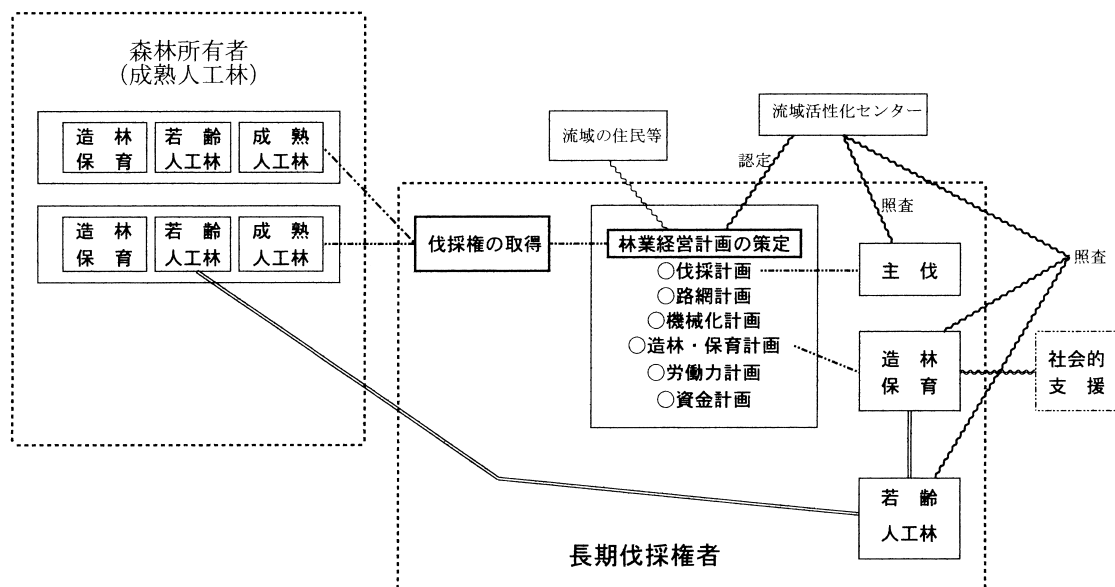 森林所有者
(成熟人工林)
造 林
保 育
若 齢
人工林
成 熟
人工林
造 林
保 育
若 齢
人工林
成 熟
人工林
流域の住民等
流域活性化センター
認定
照査
照査
伐採権の取得
林業経営計画の策定
○伐採計画
○路網計画
○機械化計画
○造林・保育計画
○労働力計画
○資金計画
主 伐
造 林
保 育
社会的
支 援
若 齢
人工林
長期伐採権者